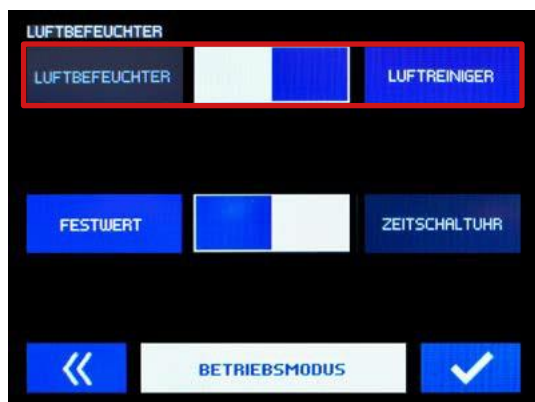 LUFTBEFEUCHTER
LUFTBEFEUCHTER LUFTREINIGER
FESTWERT ZEITSCHALTUHR
BETRIEBSMODUS